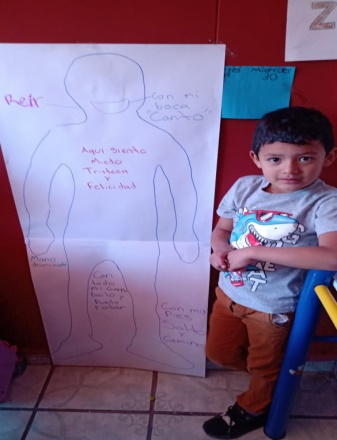 Z
Reir
Con mi
boca
"Canto"
Aqui siento
Miedo
Tristeza
y
Felicidad
Mano
Con
todo
mi
bailo y
Puedo
rodar
Con mis
Pies
Salto
y
Camino